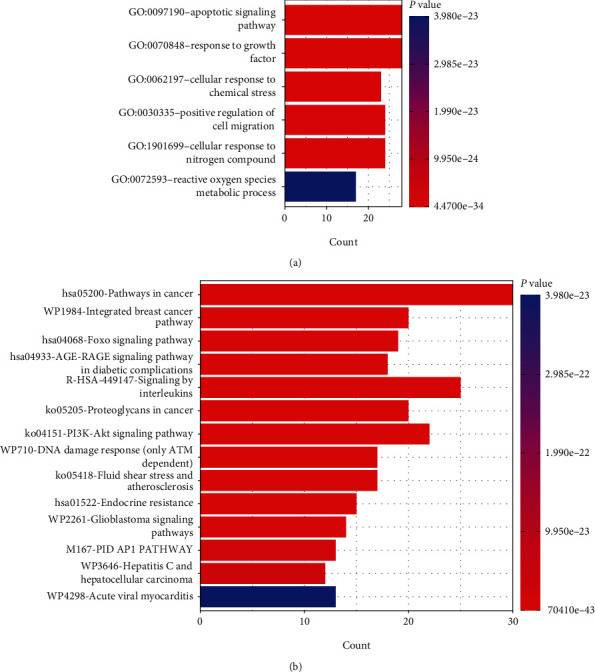 P value
GO:0097190–apoptotic signaling
pathway
GO:0070848–response to growth
factor
GO:0062197–cellular response to
chemical stress
GO:0030335–positive regulation of
cell migration
GO:1901699–cellular response to
nitrogen compound
GO:0072593–reactive oxygen species
metabolic process
3.980e–23
2.985e–23
1.990e–23
9.950e–24
4.4700e–34
0 10 20
Count
(a)
P value
hsa05200-Pathways in cancer
WP1984-Integrated breast cancer
pathway
hsa04068-Foxo signaling pathway
hsa04933-AGE-RAGE signaling pathway
in diabetic complications
R-HSA-449147-Signaling by
interleukins
ko05205-Proteoglycans in cancer
ko04151-PI3K-Akt signaling pathway
WP710-DNA damage response (only ATM
dependent)
ko05418-Fluid shear stress and
atherosclerosis
hsa01522-Endocrine resistance
WP2261-Glioblastoma signaling
pathways
M167-PID AP1 PATHWAY
WP3646-Hepatitis C and
hepatocellular carcinoma
WP4298-Acute viral myocarditis
3.980e–23
2.985e–22
1.990e–22
9.950e–23
70410e–43
0 10 20 30
Count
(b)